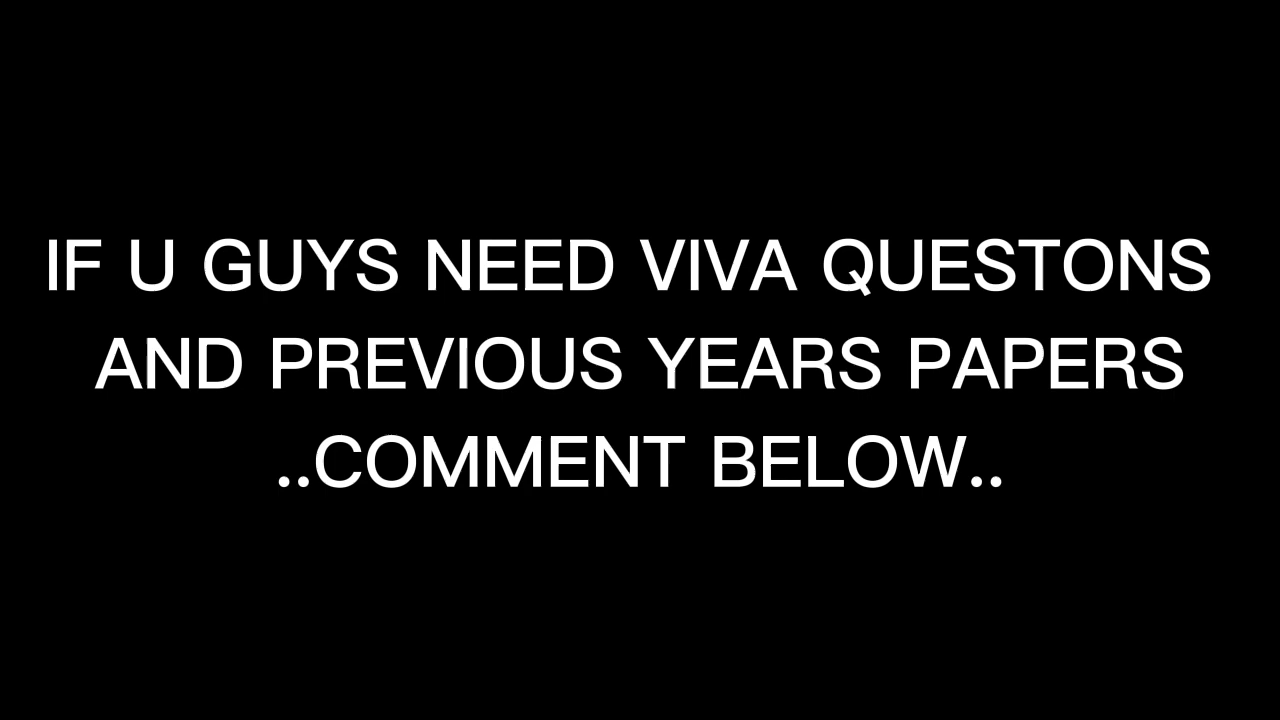 IF U GUYS NEED VIVA QUESTONS
AND PREVIOUS YEARS PAPERS
..COMMENT BELOW..